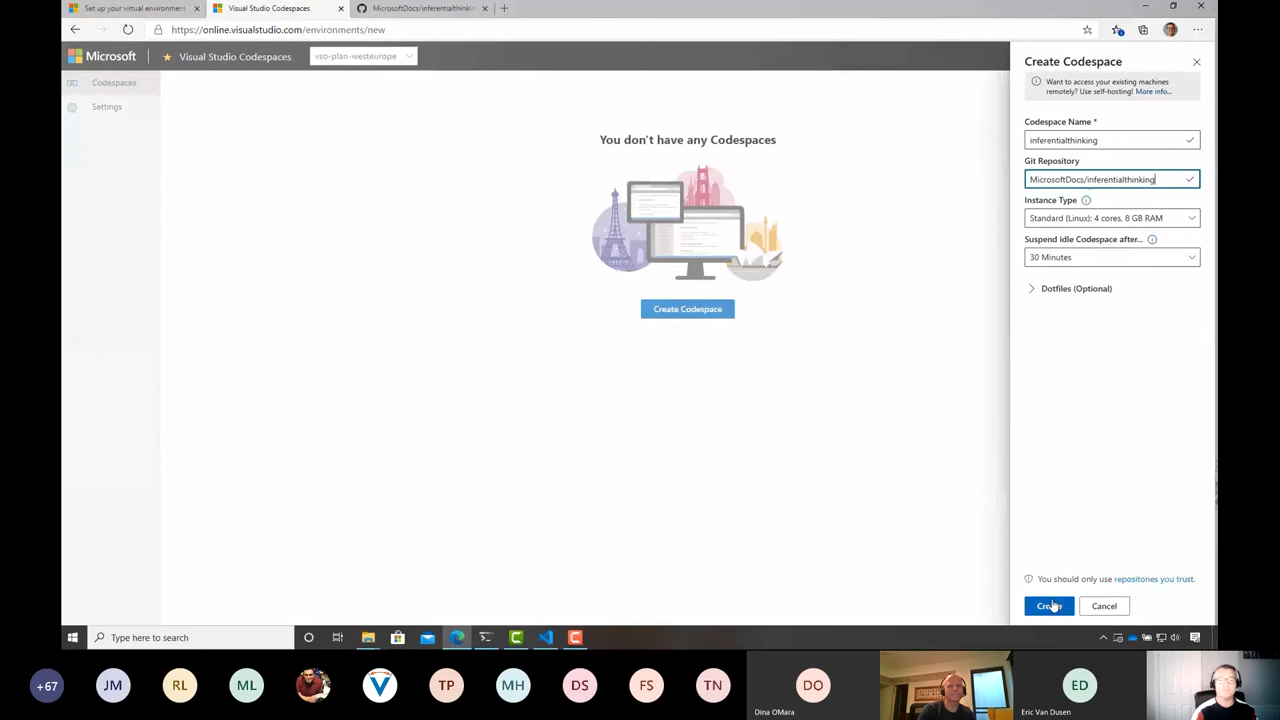 Set up your virtual environment
Visual Studio Codespaces
MicrosoftDocs/inferentialthinking
https://online.visualstudio.com/environments/new
Microsoft
Visual Studio Codespaces
vso-plan-westeurope
Codespaces
Settings
You don't have any Codespaces
Create Codespace
Create Codespace
Want to access your existing machines
remotely? Use self-hosting! More info...
Codespace Name *
inferentialthinking
Git Repository
MicrosoftDocs/inferentialthinking
Instance Type
Standard (Linux): 4 cores, 8 GB RAM
Suspend idle Codespace after...
30 Minutes
Dotfiles (Optional)
You should only use repositories you trust.
Create
Cancel
Type here to search
+67
JM
RL
ML
TP
MH
DS
FS
TN
DO
Dina OMara
ED
Eric Van Dusen